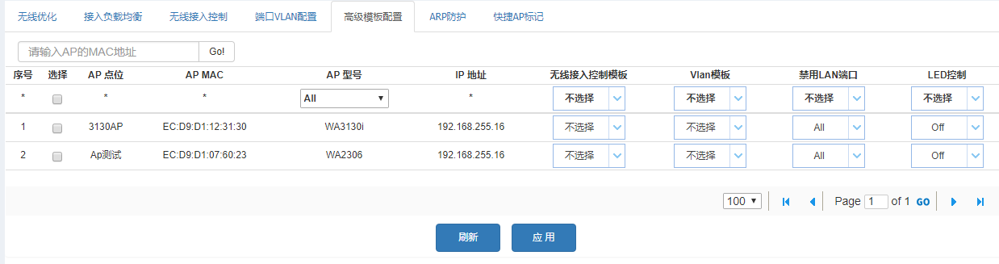 无线优化 接入负载均衡 无线接入控制 端口VLAN配置 高级模板配置 ARP防护 快捷AP标记
请输入AP的MAC地址 Go!
序号 选择 AP 点位 AP MAC AP 型号 IP 地址 无线接入控制模板 Vlan模板 禁用LAN端口 LED控制
* * * All * 不选择 不选择 不选择 不选择
1 3130AP EC:D9:D1:12:31:30 WA3130i 192.168.255.16 不选择 不选择 All Off
2 Ap测试 EC:D9:D1:07:60:23 WA2306 192.168.255.16 不选择 不选择 All Off
100 Page 1 of 1 GO
刷新 应 用